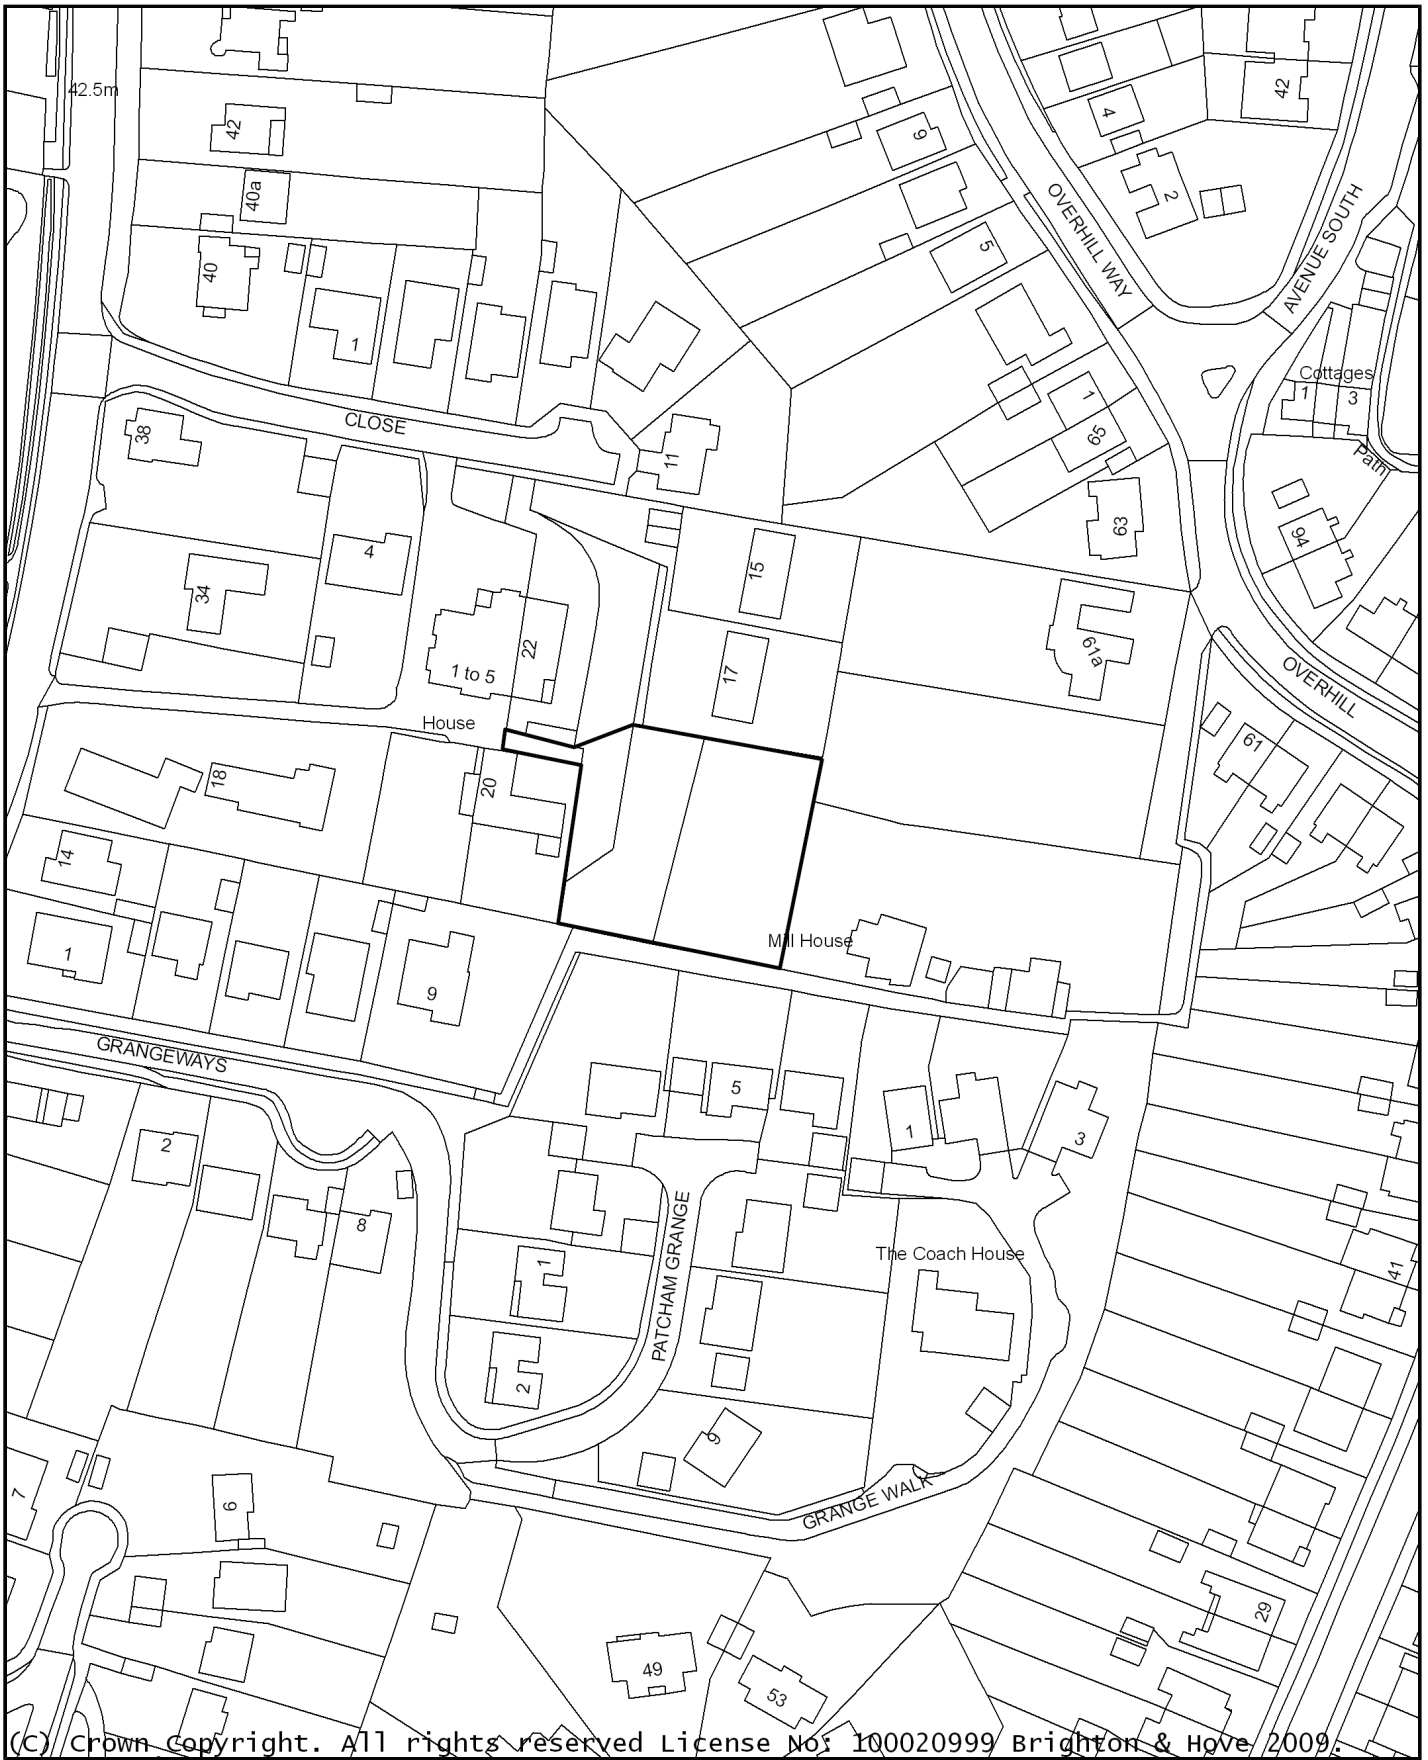 42.5m
42
40a
40
1
CLOSE
38
34
4
11
15
17
22
1 to 5
House
20
18
14
1
9
9
5
1
65
63
61a
4
2
42
OVERHILL WAY
AVENUE SOUTH
Cottages
1
3
Path
94
OVERHILL
61
Mill House
GRANGEWAYS
2
8
5
1
3
PATCHAM GRANGE
1
2
The Coach House
9
GRANGE WALK
41
29
7
6
49
53
(c) Crown Copyright. All rights reserved License No: 100020999 Brighton & Hove 2009.